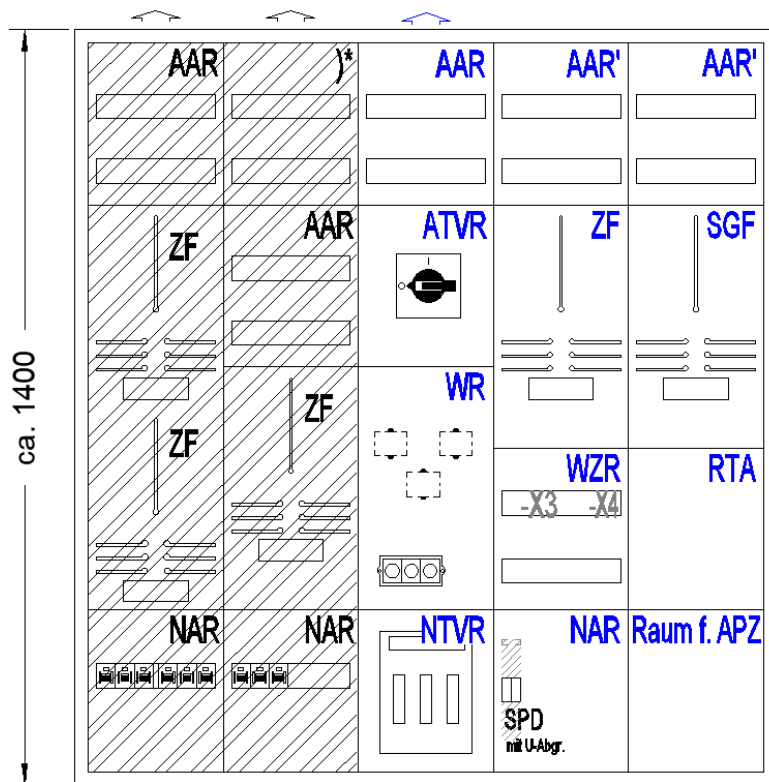 AAR )* AAR AAR' AAR'
ZF AAR ATVR ZF SGF
ca. 1400
ZF ZF WR
WZR RTA
-X3 -X4
NAR NAR NTVR NAR Raum f. APZ
SPD
mit U-Abgr.